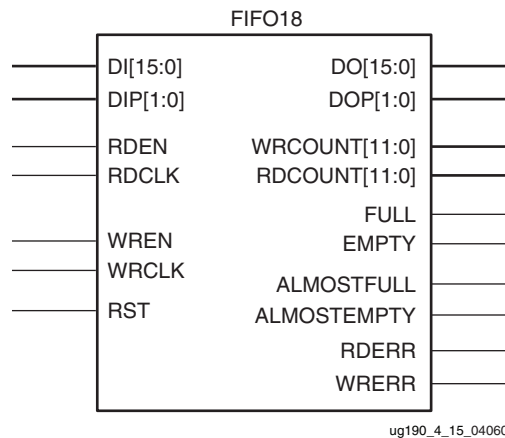 FIFO18
DI[15:0]
DIP[1:0]
RDEN
RDCLK
WREN
WRCLK
RST
DO[15:0]
DOP[1:0]
WRCOUNT[11:0]
RDCOUNT[11:0]
FULL
EMPTY
ALMOSTFULL
ALMOSTEMPTY
RDERR
WRERR
ug190_4_15_04060